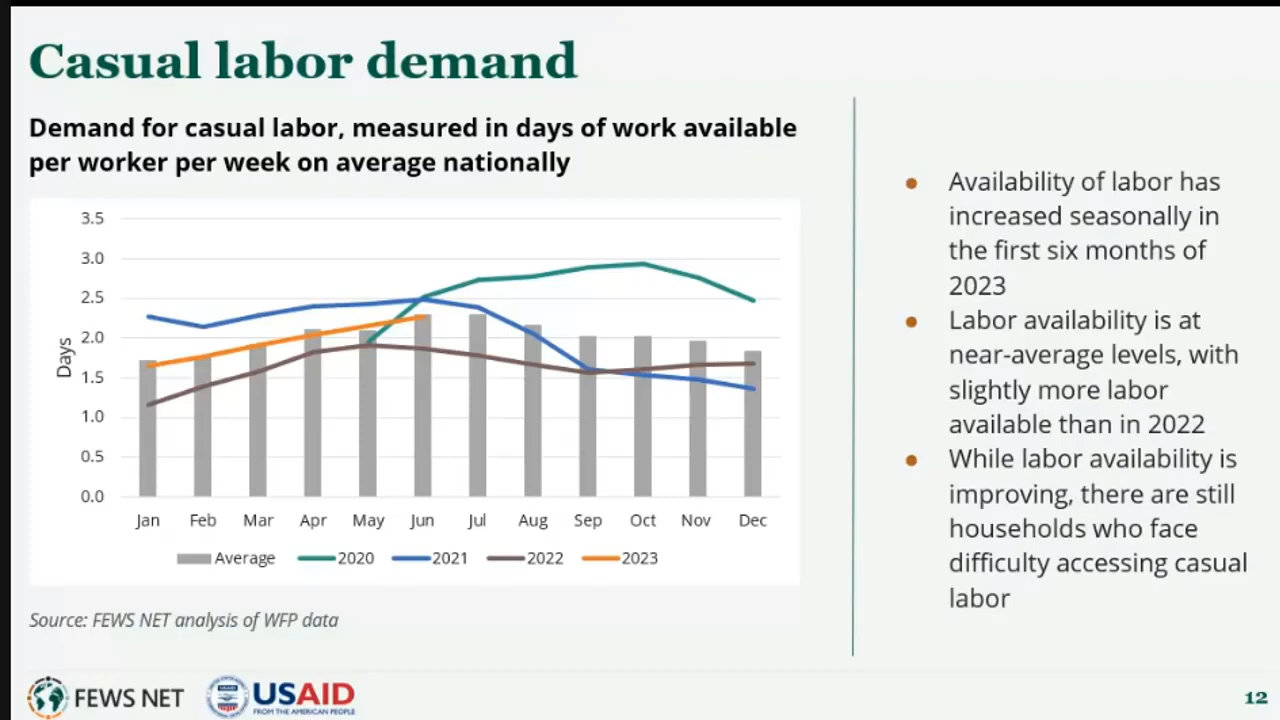 Casual labor demand
Demand for casual labor, measured in days of work available
per worker per week on average nationally
3.5
3.0
2.5
2.0
1.5
1.0
0.5
0.0
Days
Jan Feb Mar Apr May Jun Jul Aug Sep Oct Nov Dec
Average 2020 2021 2022 2023
Source: FEWS NET analysis of WFP data
● Availability of labor has
increased seasonally in
the first six months of
2023
● Labor availability is at
near-average levels, with
slightly more labor
available than in 2022
● While labor availability is
improving, there are still
households who face
difficulty accessing casual
labor
FEWS NET
USAID
USAID
FROM THE AMERICAN PEOPLE
12